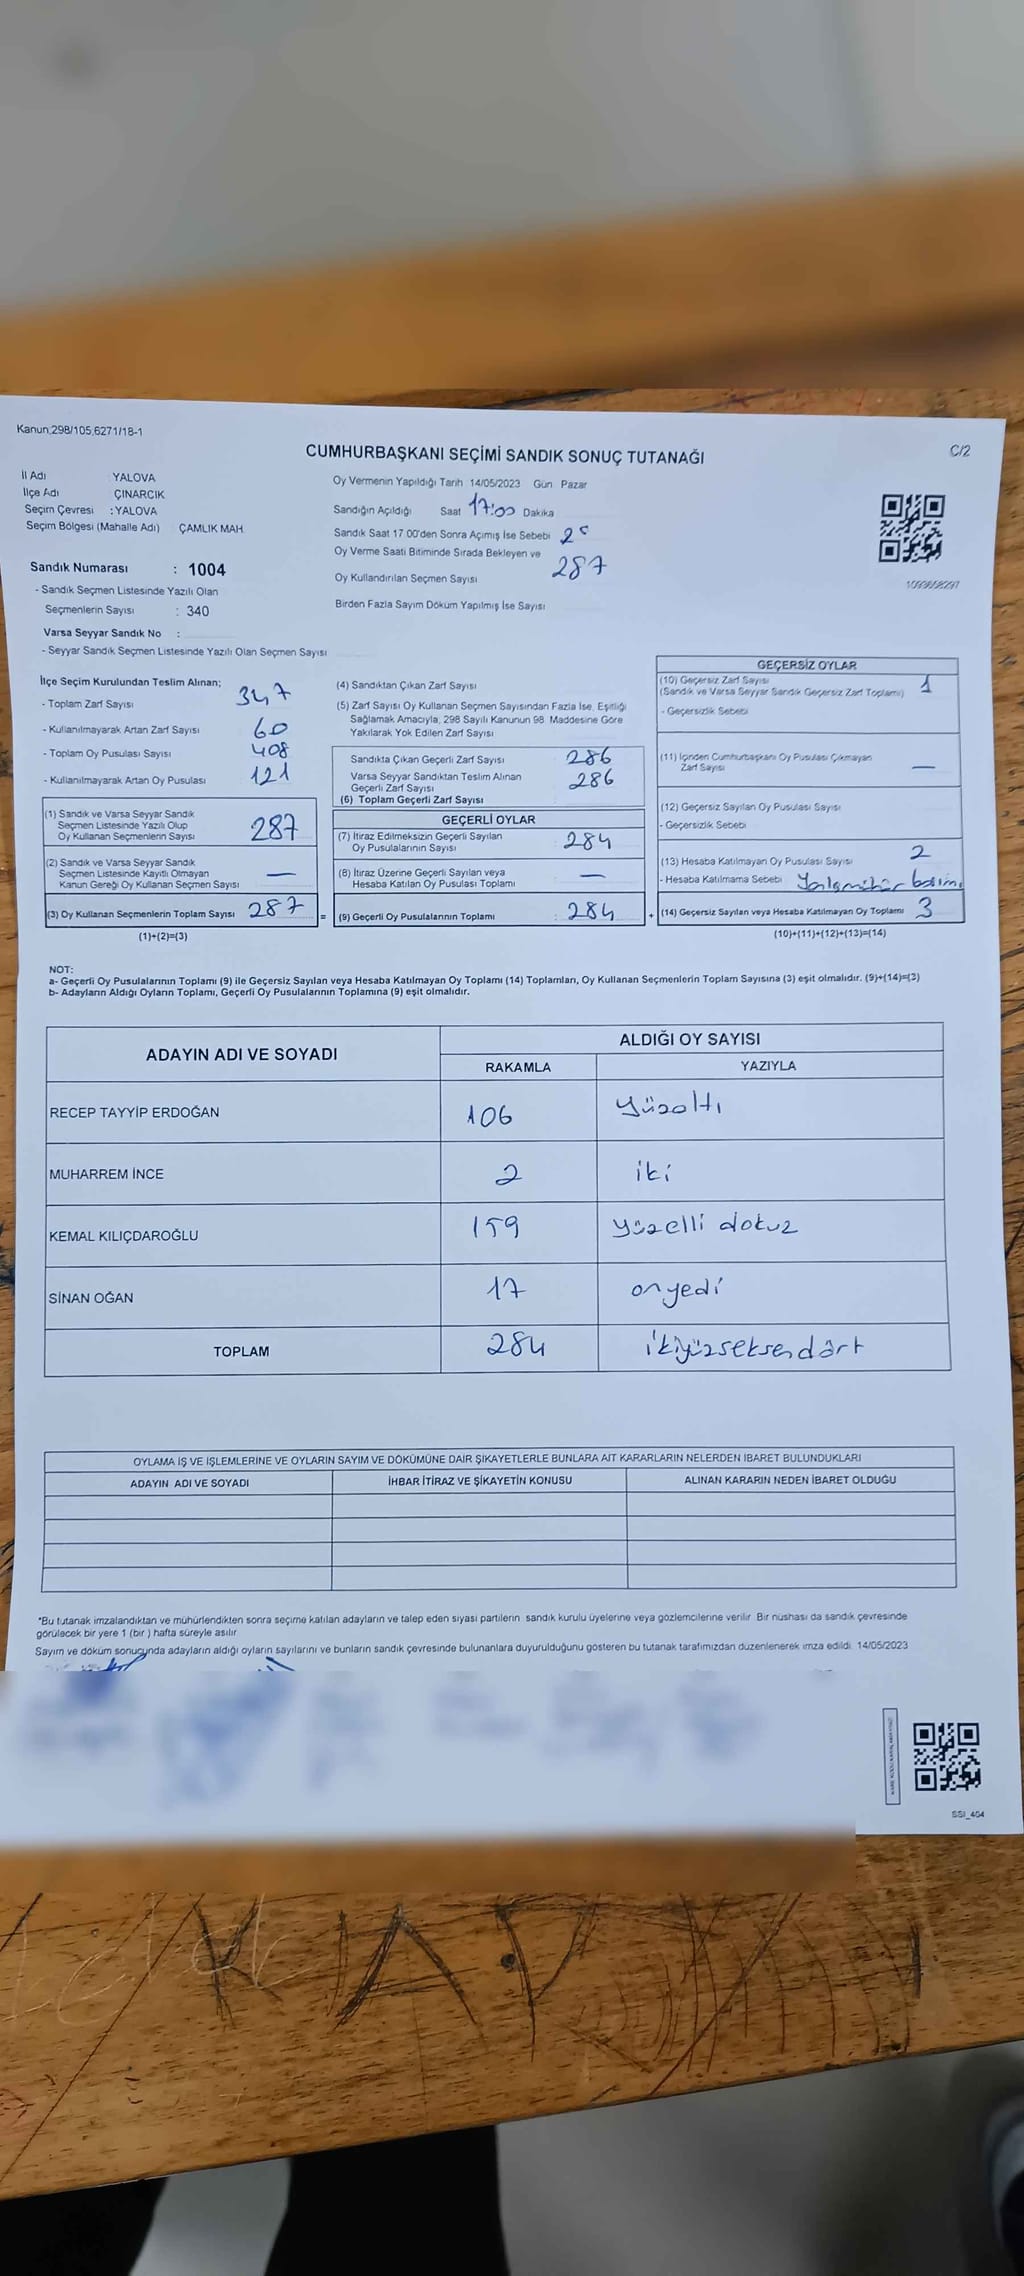 Kanun,298/105,6271/18-1
CUMHURBAŞKANI SEÇİMİ SANDIK SONUÇ TUTANAĞI
C/2
İl Adı : YALOVA
İlçe Adı : ÇINARCIK
Seçim Çevresi : YALOVA
Seçim Bölgesi (Mahalle Adı) ÇAMLIK MAH.
Sandık Numarası : 1004
- Sandık Seçmen Listesinde Yazılı Olan
Seçmenlerin Sayısı : 340
Varsa Seyyar Sandık No :
- Seyyar Sandık Seçmen Listesinde Yazılı Olan Seçmen Sayısı
Oy Vermenin Yapıldığı Tarih 14/05/2023 Gün Pazar
Sandığın Açıldığı Saat 17:00 Dakika
Sandık Saat 17.00'den Sonra Açımış İse Sebebi
Oy Verme Saati Bitiminde Sırada Bekleyen ve
Oy Kullandırılan Seçmen Sayısı 287
Birden Fazla Sayım Döküm Yapılmış İse Sayısı
1093658297
İlçe Seçim Kurulundan Teslim Alınan;
- Toplam Zarf Sayısı 347
- Kullanılmayarak Artan Zarf Sayısı 60
- Toplam Oy Pusulası Sayısı 408
- Kullanılmayarak Artan Oy Pusulası 121
(1) Sandık ve Varsa Seyyar Sandık
Seçmen Listesinde Yazılı Olup
Oy Kullanan Seçmenlerin Sayısı 287
(2) Sandık ve Varsa Seyyar Sandık
Seçmen Listesinde Kayıtlı Olmayan
Kanun Gereği Oy Kullanan Seçmen Sayısı —
(3) Oy Kullanan Seçmenlerin Toplam Sayısı 287
(1)+(2)=(3)
(4) Sandıktan Çıkan Zarf Sayısı
(5) Zarf Sayısı Oy Kullanan Seçmen Sayısından Fazla İse, Eşitliği
Sağlamak Amacıyla, 298 Sayılı Kanunun 98. Maddesine Göre
Yakılarak Yok Edilen Zarf Sayısı
Sandıkta Çıkan Geçerli Zarf Sayısı 286
Varsa Seyyar Sandıktan Teslim Alınan
Geçerli Zarf Sayısı 286
(6) Toplam Geçerli Zarf Sayısı
GEÇERLİ OYLAR
(7) İtiraz Edilmeksizin Geçerli Sayılan
Oy Pusulalarının Sayısı 284
(8) İtiraz Üzerine Geçerli Sayılan veya
Hesaba Katılan Oy Pusulası Toplamı —
= (9) Geçerli Oy Pusulalarının Toplamı : 284
GEÇERSİZ OYLAR
(10) Geçersiz Zarf Sayısı 1
(Sandık ve Varsa Seyyar Sandık Geçersiz Zarf Toplamı)
- Geçersizlik Sebebi
(11) İçinden Cumhurbaşkanı Oy Pusulası Çıkmayan
Zarf Sayısı —
(12) Geçersiz Sayılan Oy Pusulası Sayısı
- Geçersizlik Sebebi
(13) Hesaba Katılmayan Oy Pusulası Sayısı 2
- Hesaba Katılmama Sebebi
+ (14) Geçersiz Sayılan veya Hesaba Katılmayan Oy Toplamı 3
(10)+(11)+(12)+(13)=(14)
NOT:
a- Geçerli Oy Pusulalarının Toplamı (9) ile Geçersiz Sayılan veya Hesaba Katılmayan Oy Toplamı (14) Toplamları, Oy Kullanan Seçmenlerin Toplam Sayısına (3) eşit olmalıdır. (9)+(14)=(3)
b- Adayların Aldığı Oyların Toplamı, Geçerli Oy Pusulalarının Toplamına (9) eşit olmalıdır.
ADAYIN ADI VE SOYADI
ALDIĞI OY SAYISI
RAKAMLA YAZIYLA
RECEP TAYYİP ERDOĞAN 106 yüzaltı
MUHARREM İNCE 2 iki
KEMAL KILIÇDAROĞLU 159 yüzelli dokuz
SİNAN OĞAN 17 onyedi
TOPLAM 284 ikiyüzseksendört
OYLAMA İŞ VE İŞLEMLERİNE VE OYLARIN SAYIM VE DÖKÜMÜNE DAİR ŞİKAYETLERLE BUNLARA AİT KARARLARIN NELERDEN İBARET BULUNDUKLARI
ADAYIN ADI VE SOYADI İHBAR İTİRAZ VE ŞİKAYETİN KONUSU ALINAN KARARIN NEDEN İBARET OLDUĞU
*Bu tutanak imzalandıktan ve mühürlendikten sonra seçime katılan adayların ve talep eden siyasi partilerin sandık kurulu üyelerine veya gözlemcilerine verilir. Bir nüshası da sandık çevresinde
görülecek bir yere 1 (bir) hafta süreyle asılır.
Sayım ve döküm sonucunda adayların aldığı oyların sayılarını ve bunların sandık çevresinde bulunanlara duyurulduğunu gösteren bu tutanak tarafımızdan düzenlenerek imza edildi. 14/05/2023
SSI_404